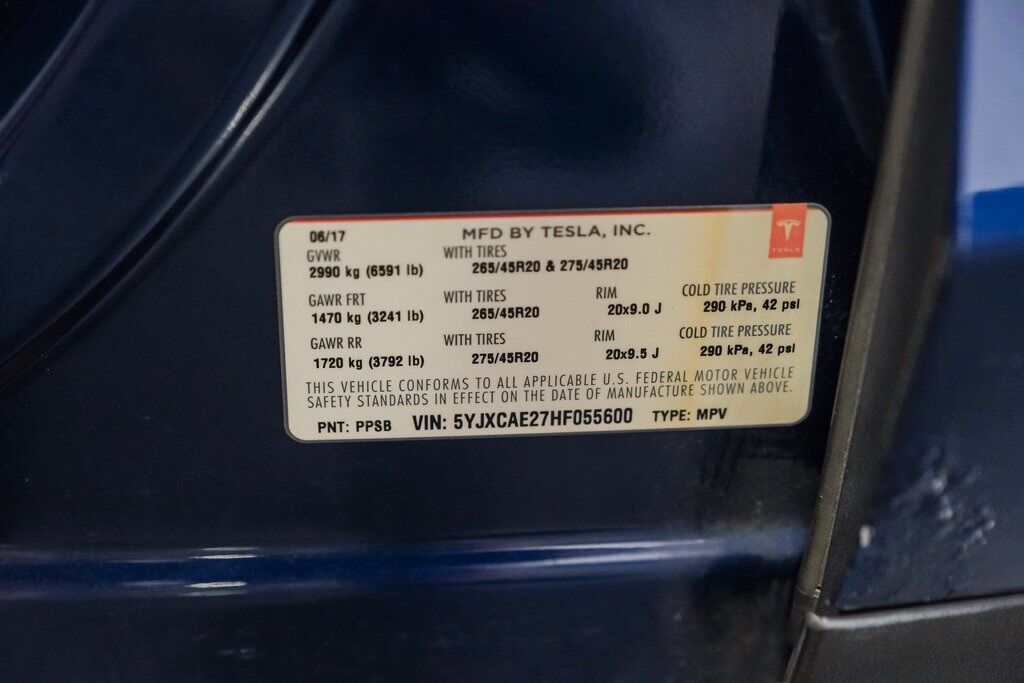 06/17 MFD BY TESLA, INC.
TESLA
GVWR WITH TIRES
2990 kg (6591 lb) 265/45R20 & 275/45R20
GAWR FRT WITH TIRES RIM COLD TIRE PRESSURE
1470 kg (3241 lb) 265/45R20 20x9.0 J 290 kPa, 42 psi
GAWR RR WITH TIRES RIM COLD TIRE PRESSURE
1720 kg (3792 lb) 275/45R20 20x9.5 J 290 kPa, 42 psi
THIS VEHICLE CONFORMS TO ALL APPLICABLE U.S. FEDERAL MOTOR VEHICLE
SAFETY STANDARDS IN EFFECT ON THE DATE OF MANUFACTURE SHOWN ABOVE.
PNT: PPSB VIN: 5YJXCAE27HF055600 TYPE: MPV